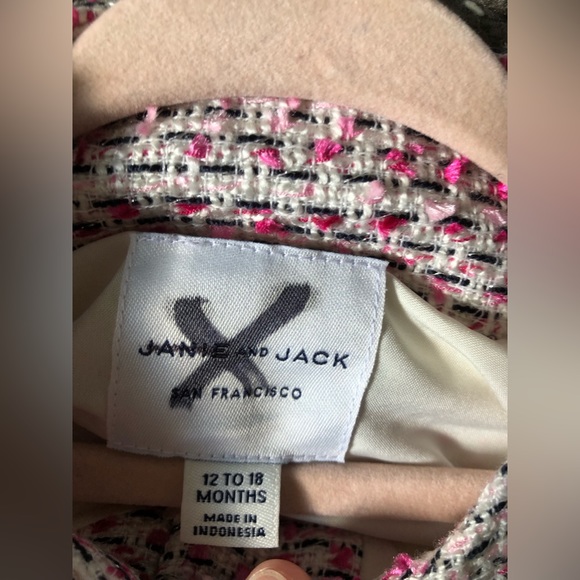 JANIE AND JACK
SAN FRANCISCO
12 TO 18
MONTHS
MADE IN
INDONESIA